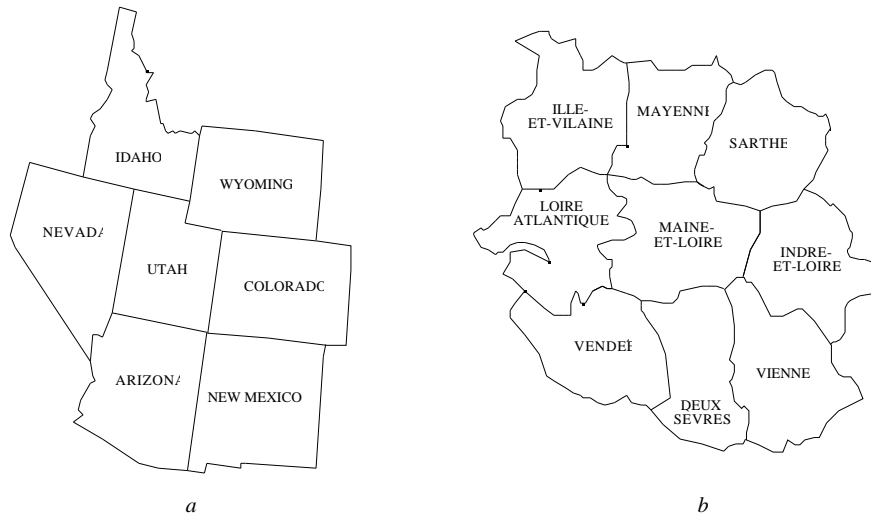 IDAHO
WYOMING
NEVADA
UTAH
COLORADO
ARIZONA
NEW MEXICO
a
ILLE-
ET-VILAINE
MAYENNE
SARTHE
LOIRE
ATLANTIQUE
MAINE-
ET-LOIRE
INDRE-
ET-LOIRE
VENDEE
DEUX
SEVRES
VIENNE
b